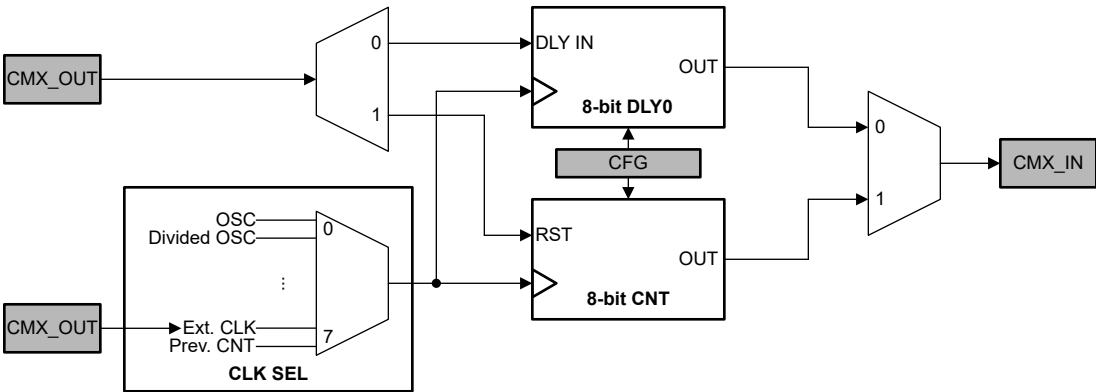 CMX_OUT
0
1
DLY IN
OUT
8-bit DLY0
CFG
0
1
CMX_IN
RST
OUT
8-bit CNT
OSC
Divided OSC
0
...
CMX_OUT
Ext. CLK
Prev. CNT
7
CLK SEL